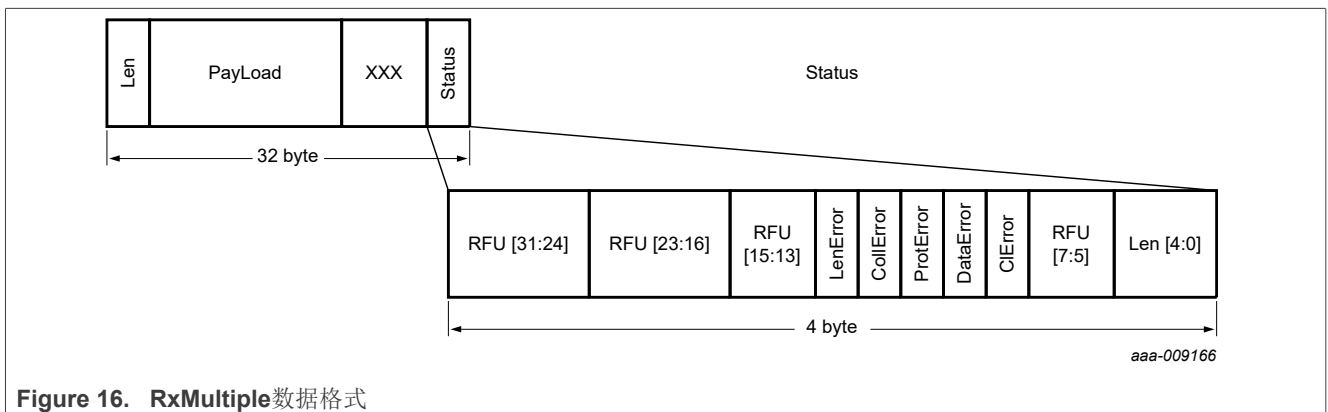 Len
PayLoad
XXX
Status
Status
32 byte
RFU [31:24]
RFU [23:16]
RFU
[15:13]
LenError
CollError
ProtError
DataError
ClError
RFU
[7:5]
Len [4:0]
4 byte
aaa-009166
Figure 16. RxMultiple数据格式